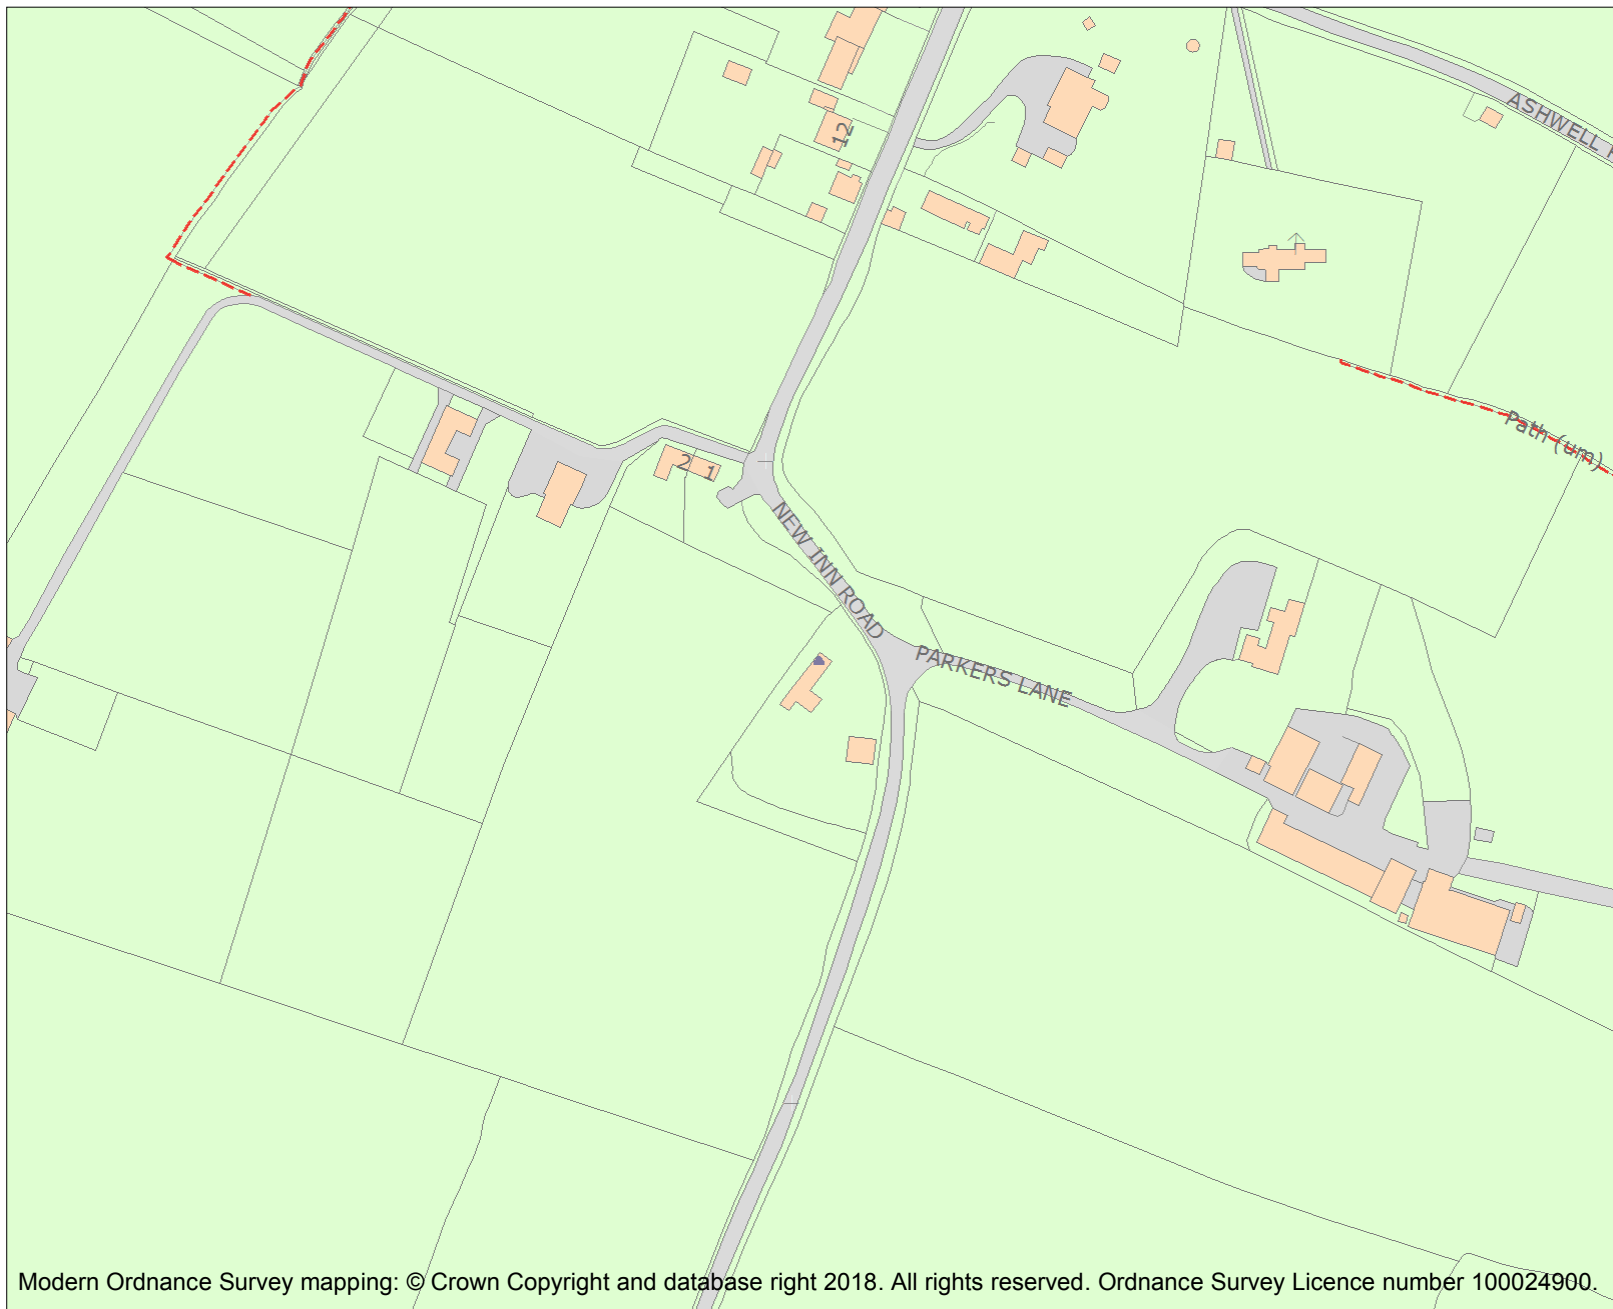 12
ASHWELL
Path (um)
2
1
NEW INN ROAD
PARKERS LANE
Modern Ordnance Survey mapping: © Crown Copyright and database right 2018. All rights reserved. Ordnance Survey Licence number 100024900.